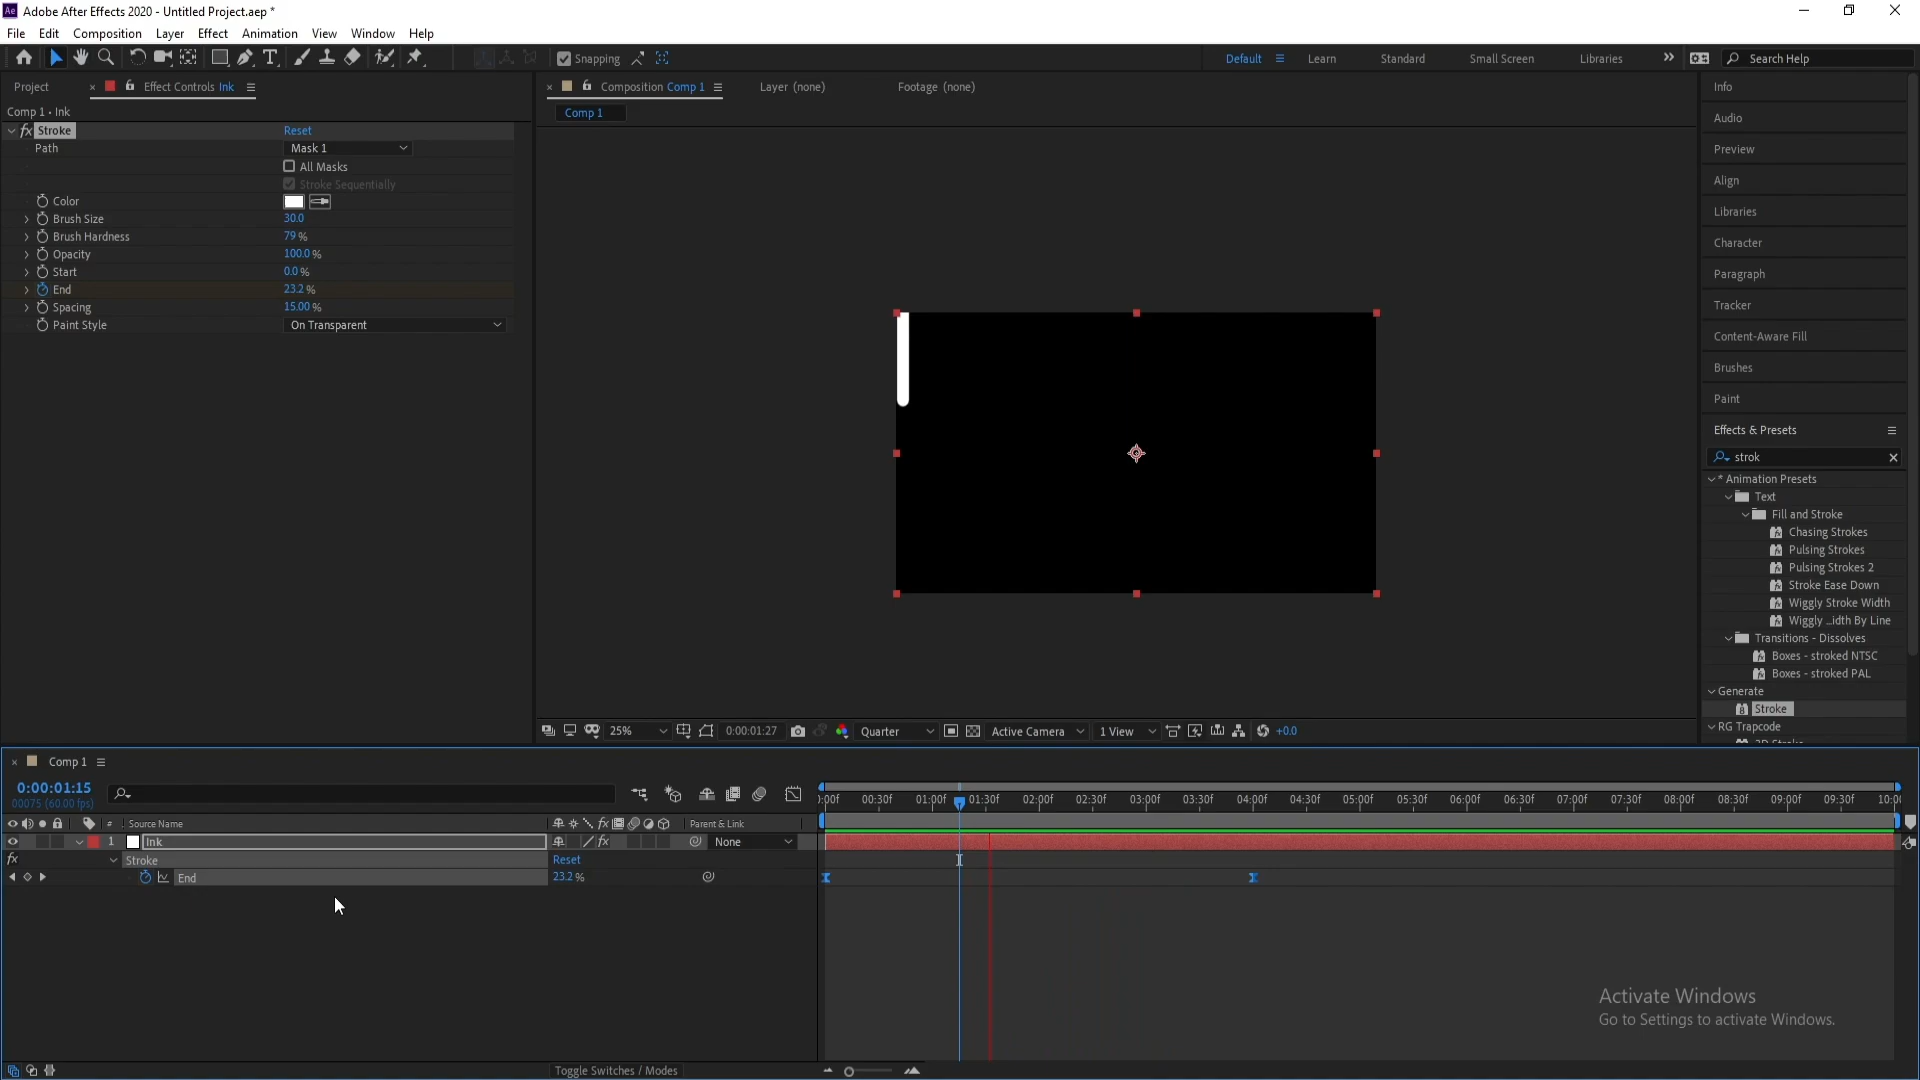 Adobe After Effects 2020 - Untitled Project.aep *
File Edit Composition Layer Effect Animation View Window Help
Snapping Default Learn Standard Small Screen Libraries Search Help
Project Effect Controls Ink
Composition Comp 1 Layer (none) Footage (none)
Comp 1 • Ink
Comp 1
fx Stroke Reset
Path Mask 1
All Masks
Stroke Sequentially
Color
Brush Size 30.0
Brush Hardness 79 %
Opacity 100.0 %
Start 0.0 %
End 23.2 %
Spacing 15.00 %
Paint Style On Transparent
Info
Audio
Preview
Align
Libraries
Character
Paragraph
Tracker
Content-Aware Fill
Brushes
Paint
Effects & Presets
strok
* Animation Presets
Text
Fill and Stroke
Chasing Strokes
Pulsing Strokes
Pulsing Strokes 2
Stroke Ease Down
Wiggly Stroke Width
Wiggly ...idth By Line
Transitions - Dissolves
Boxes - stroked NTSC
Boxes - stroked PAL
Generate
Stroke
RG Trapcode
25% 0:00:01:27 Quarter Active Camera 1 View +0.0
Comp 1
0:00:01:15
00075 (60.00 fps)
):00f 00:30f 01:00f 01:30f 02:00f 02:30f 03:00f 03:30f 04:00f 04:30f 05:00f 05:30f 06:00f 06:30f 07:00f 07:30f 08:00f 08:30f 09:00f 09:30f 10:0
# Source Name fx Parent & Link
1 Ink fx None
fx Stroke Reset
End 23.2 %
Activate Windows
Go to Settings to activate Windows.
Toggle Switches / Modes